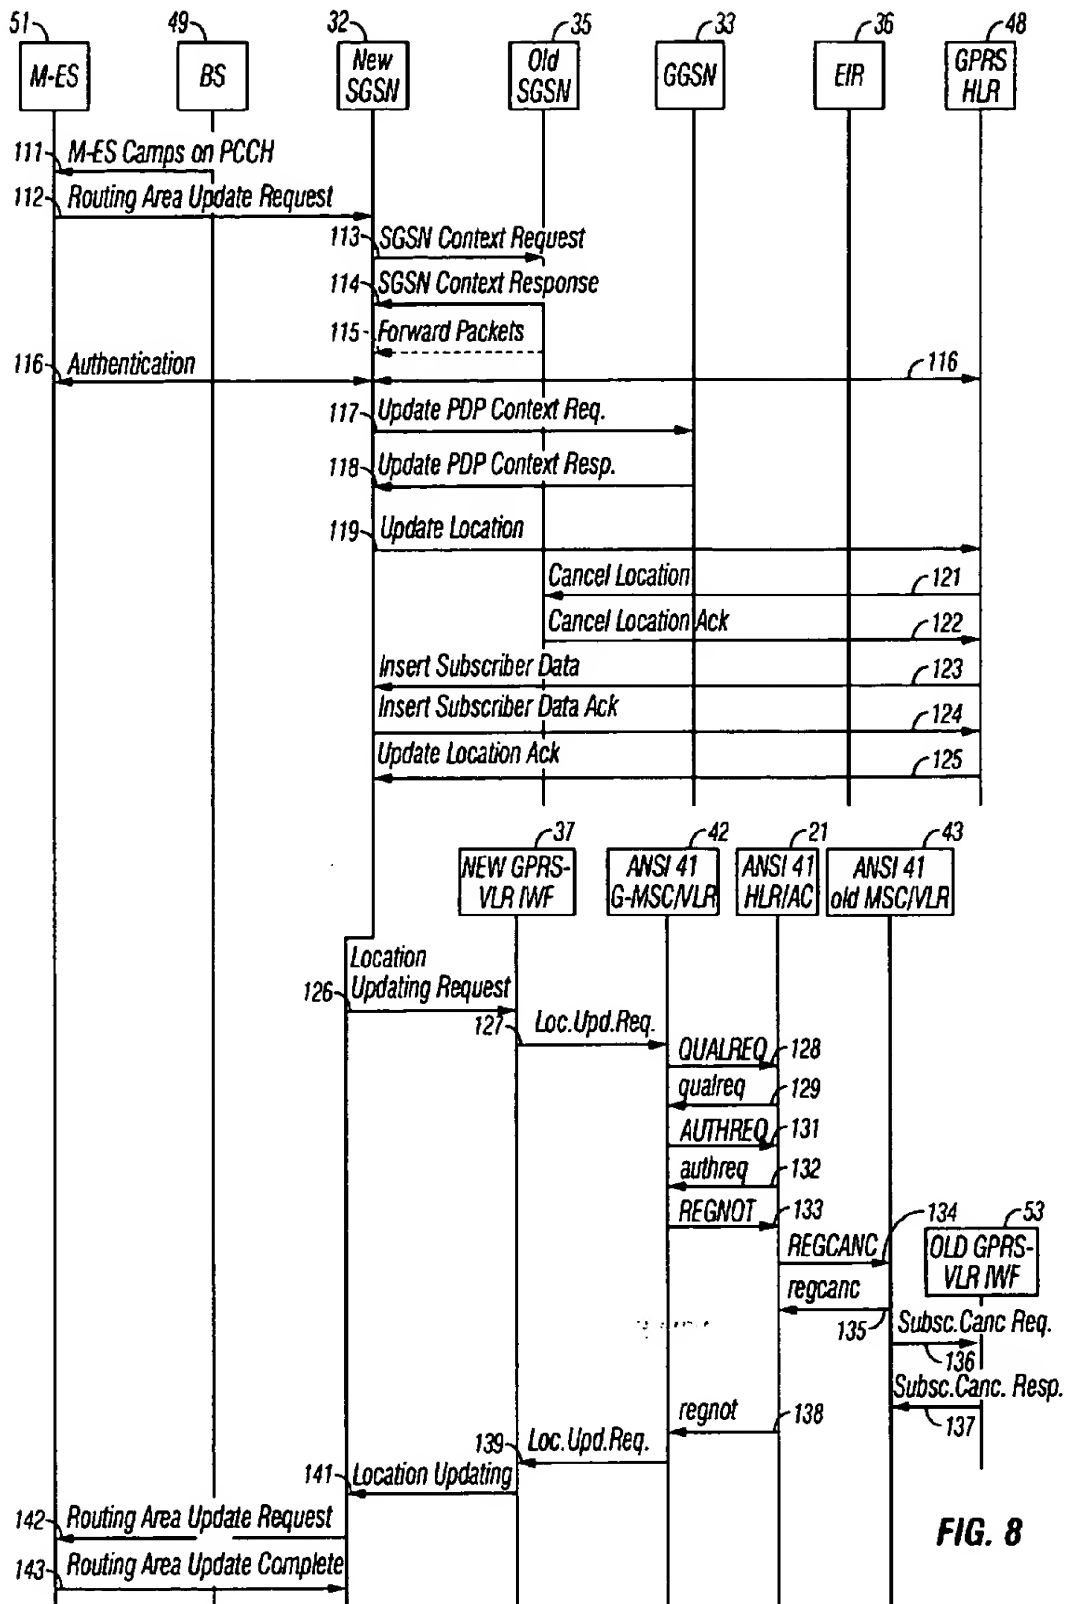 51 49 32 35 33 36 48
M-ES BS New SGSN Old SGSN GGSN EIR GPRS HLR
111 M-ES Camps on PCCH
112 Routing Area Update Request
113 SGSN Context Request
114 SGSN Context Response
115 Forward Packets
116 Authentication 116
117 Update PDP Context Req.
118 Update PDP Context Resp.
119 Update Location
Cancel Location 121
Cancel Location Ack 122
Insert Subscriber Data 123
Insert Subscriber Data Ack 124
Update Location Ack 125
37 42 21 43
NEW GPRS-VLR IWF ANSI 41 G-MSC/VLR ANSI 41 HLR/AC ANSI 41 old MSC/VLR
Location
126 Updating Request
127 Loc.Upd.Req.
QUALREQ 128
qualreq 129
AUTHREQ 131
authreq 132
REGNOT 133
REGCANC 134
53
OLD GPRS-VLR IWF
regcanc 135
Subsc.Canc Req.
136
Subsc.Canc. Resp.
137
regnot 138
139 Loc.Upd.Req.
141 Location Updating
142 Routing Area Update Request
143 Routing Area Update Complete
FIG. 8